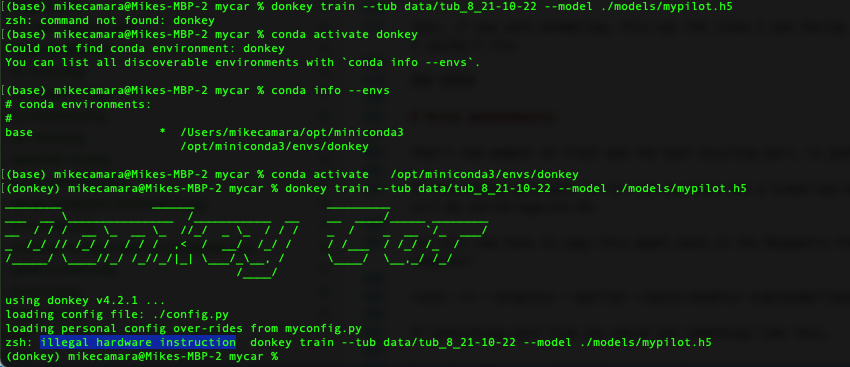 (base) mikecamara@Mikes-MBP-2 mycar % donkey train --tub data/tub_8_21-10-22 --model ./models/mypilot.h5
zsh: command not found: donkey
(base) mikecamara@Mikes-MBP-2 mycar % conda activate donkey
Could not find conda environment: donkey
You can list all discoverable environments with `conda info --envs`.
(base) mikecamara@Mikes-MBP-2 mycar % conda info --envs
# conda environments:
#
base                  *  /Users/mikecamara/opt/miniconda3
                         /opt/miniconda3/envs/donkey
(base) mikecamara@Mikes-MBP-2 mycar % conda activate   /opt/miniconda3/envs/donkey
(donkey) mikecamara@Mikes-MBP-2 mycar % donkey train --tub data/tub_8_21-10-22 --model ./models/mypilot.h5
Donkey Car
using donkey v4.2.1 ...
loading config file: ./config.py
loading personal config over-rides from myconfig.py
zsh: illegal hardware instruction  donkey train --tub data/tub_8_21-10-22 --model ./models/mypilot.h5
(donkey) mikecamara@Mikes-MBP-2 mycar %